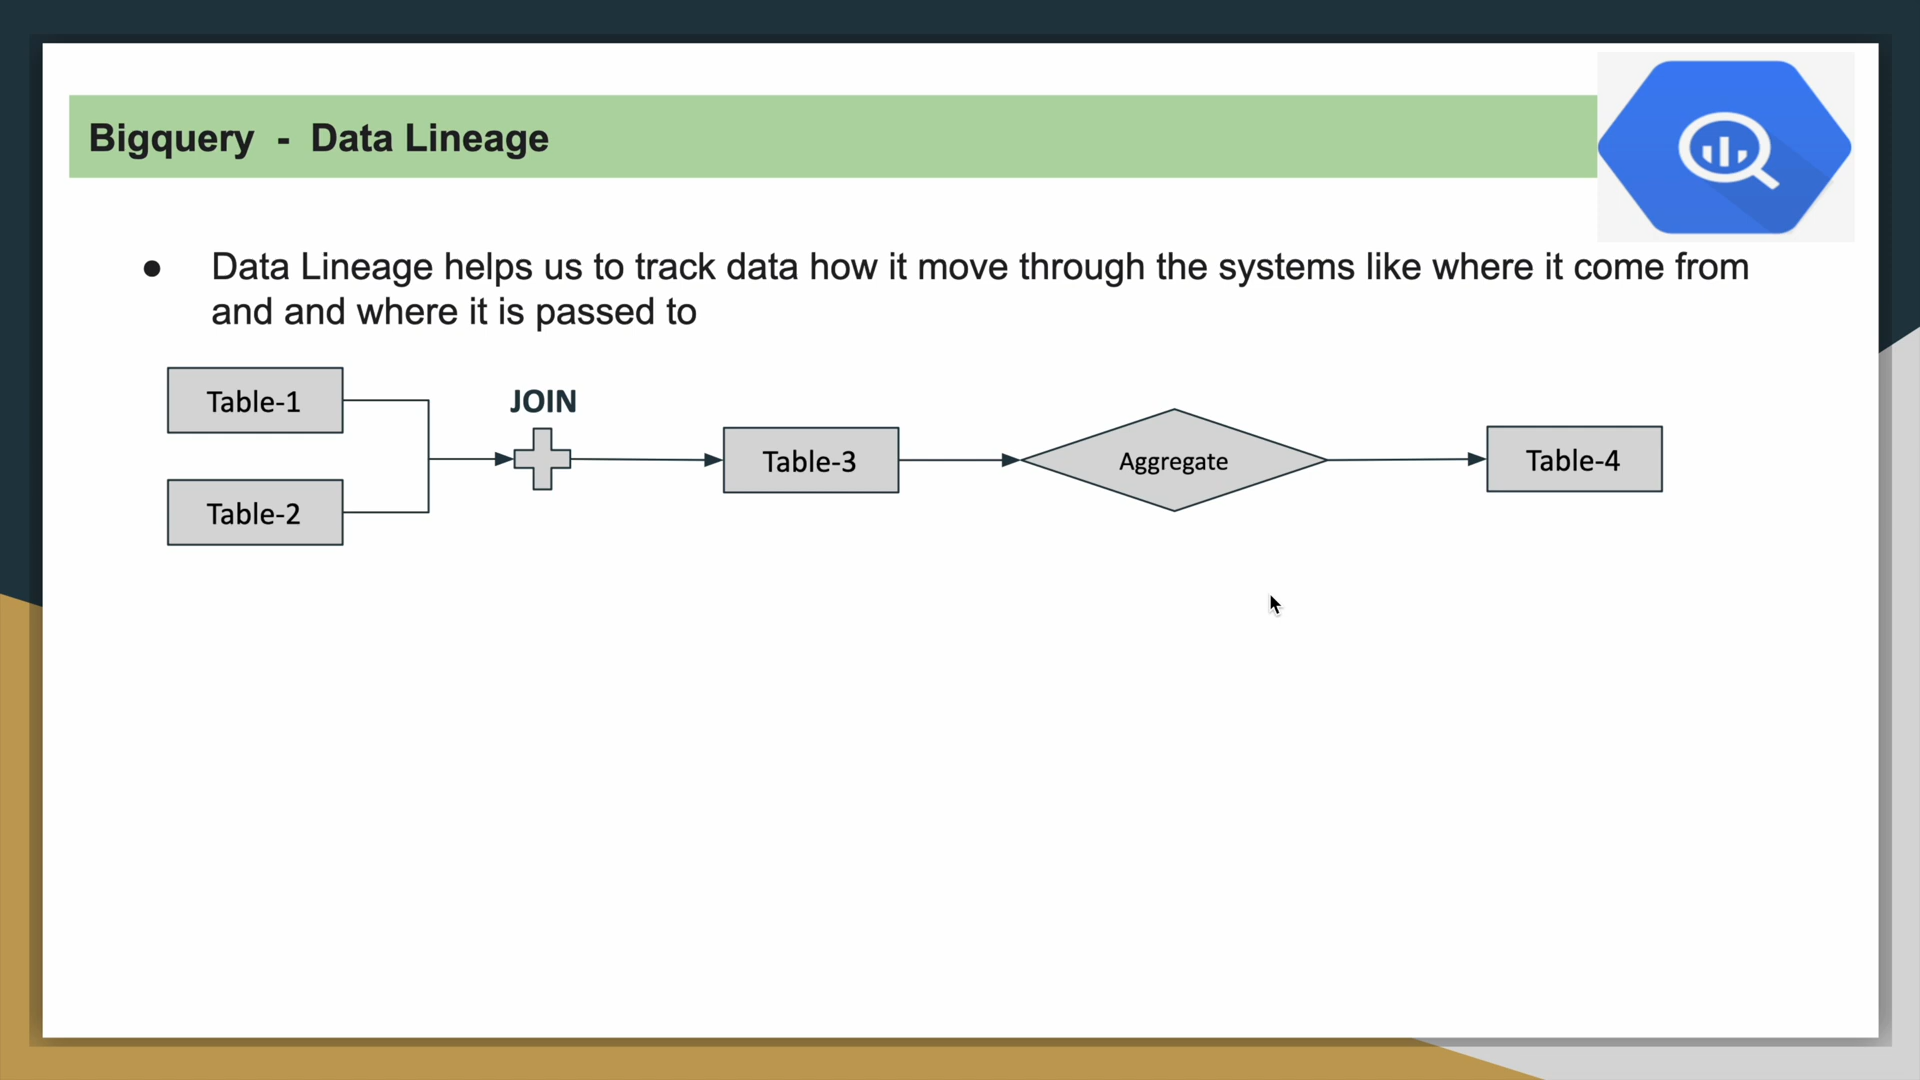 Bigquery - Data Lineage
● Data Lineage helps us to track data how it move through the systems like where it come from
and and where it is passed to
Table-1
JOIN
Table-3
Aggregate
Table-4
Table-2